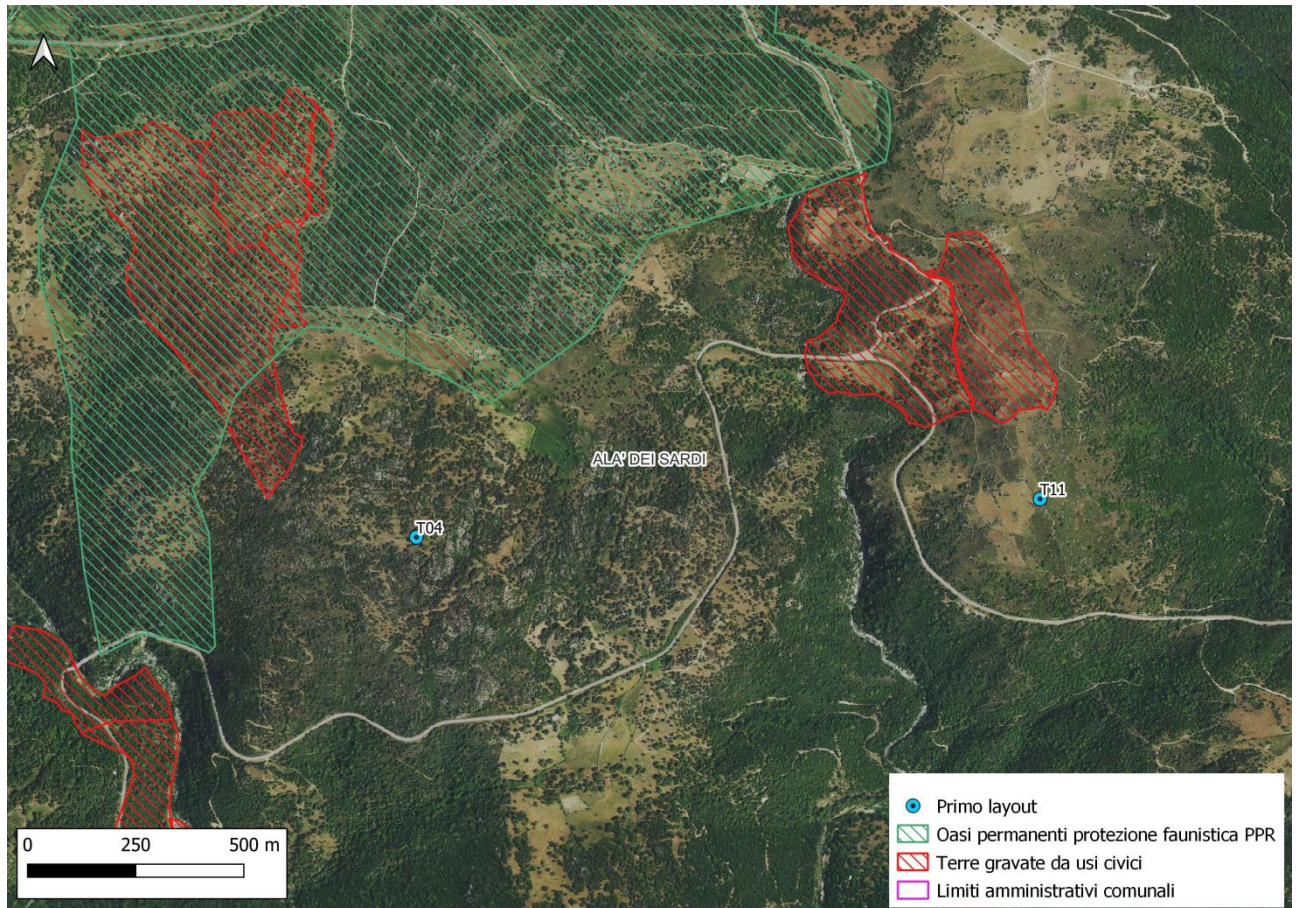 ALA' DEI SARDI
T11
T04
0 250 500 m
Primo layout
Oasi permanenti protezione faunistica PPR
Terre gravate da usi civici
Limiti amministrativi comunali